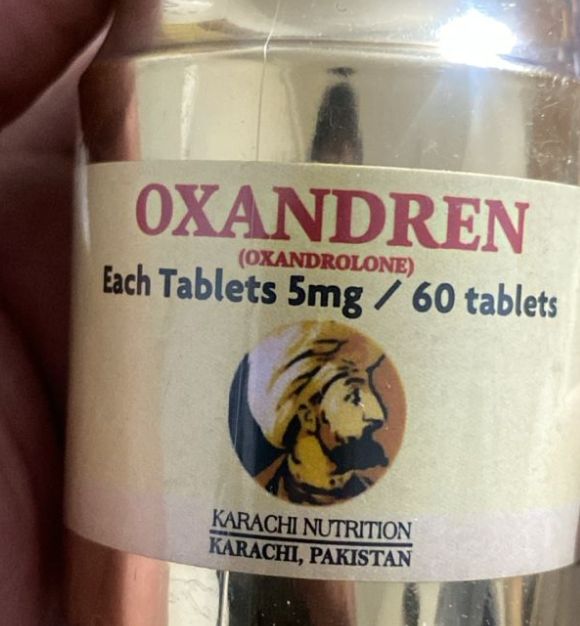 OXANDREN
(OXANDROLONE)
Each Tablets 5mg / 60 tablets
KARACHI NUTRITION
KARACHI, PAKISTAN